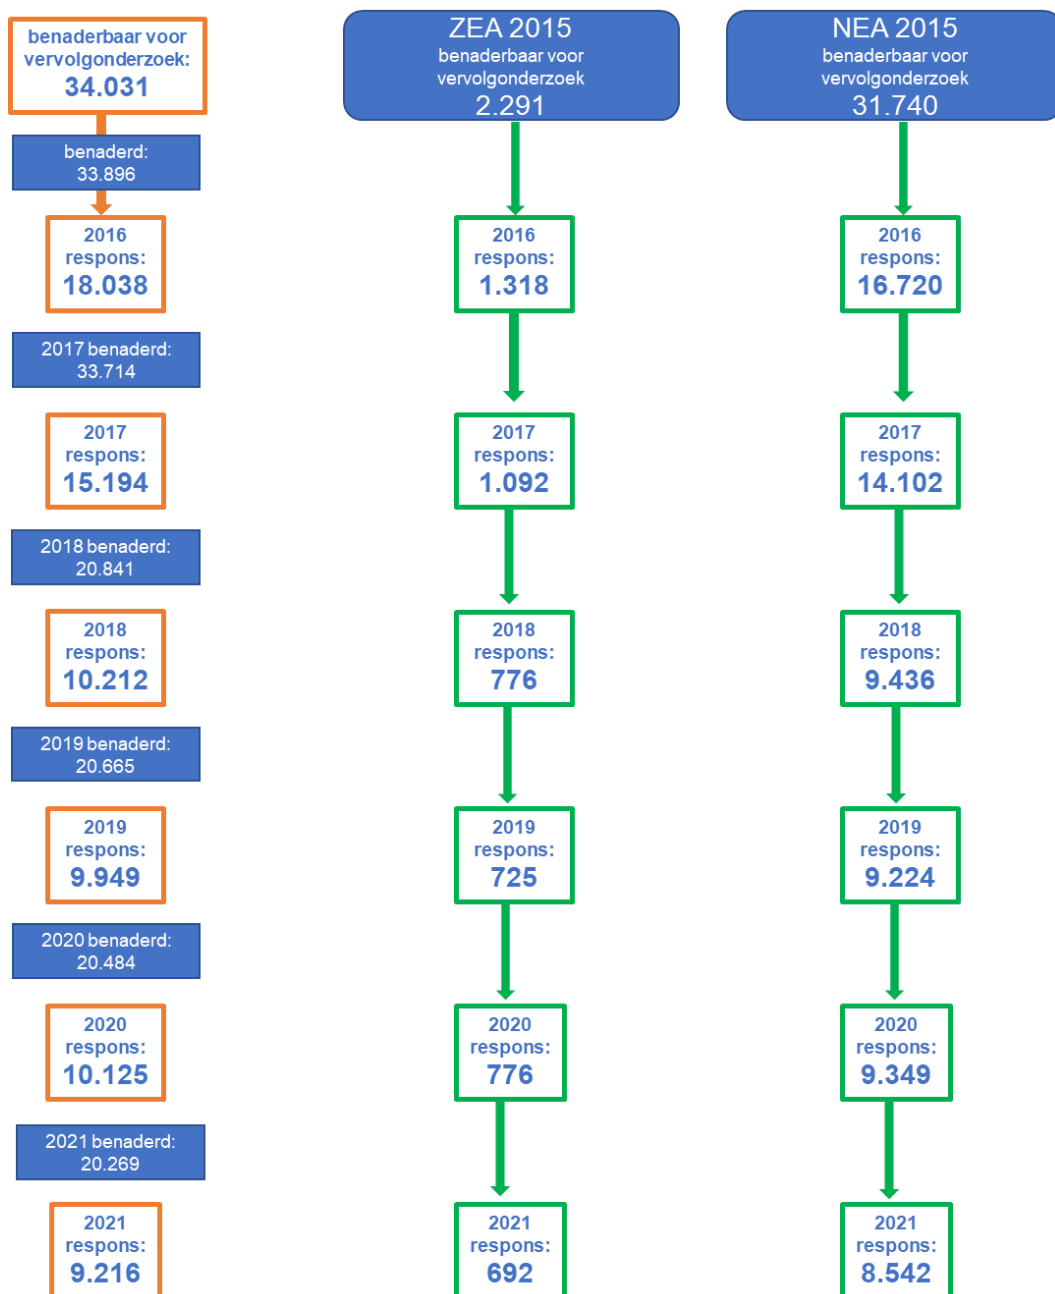 benaderbaar voor
vervolgonderzoek:
34.031
benaderd:
33.896
2016
respons:
18.038
2017 benaderd:
33.714
2017
respons:
15.194
2018 benaderd:
20.841
2018
respons:
10.212
2019 benaderd:
20.665
2019
respons:
9.949
2020 benaderd:
20.484
2020
respons:
10.125
2021 benaderd:
20.269
2021
respons:
9.216
ZEA 2015
benaderbaar voor
vervolgonderzoek
2.291
2016
respons:
1.318
2017
respons:
1.092
2018
respons:
776
2019
respons:
725
2020
respons:
776
2021
respons:
692
NEA 2015
benaderbaar voor
vervolgonderzoek
31.740
2016
respons:
16.720
2017
respons:
14.102
2018
respons:
9.436
2019
respons:
9.224
2020
respons:
9.349
2021
respons:
8.542